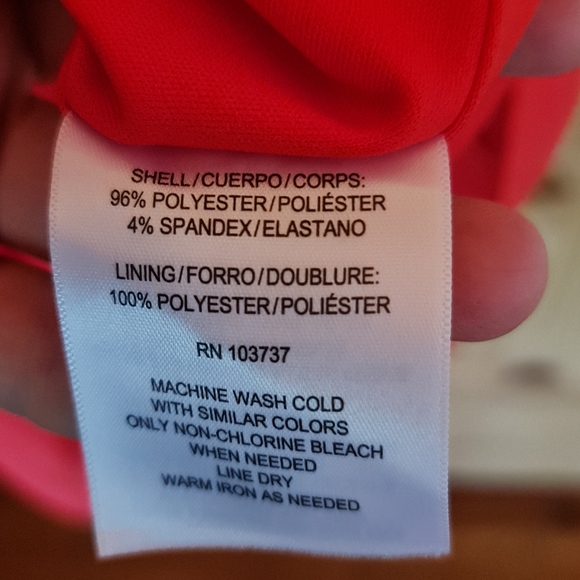 SHELL/CUERPO/CORPS:
96% POLYESTER/POLIÉSTER
4% SPANDEX/ELASTANO
LINING/FORRO/DOUBLURE:
100% POLYESTER/POLIÉSTER
RN 103737
MACHINE WASH COLD
WITH SIMILAR COLORS
ONLY NON-CHLORINE BLEACH
WHEN NEEDED
LINE DRY
WARM IRON AS NEEDED